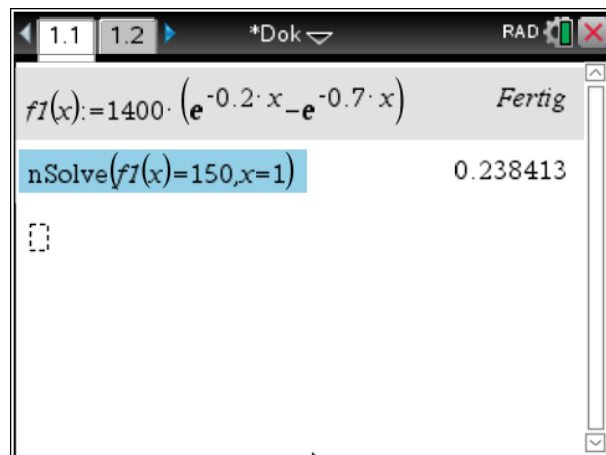 1.1 1.2 *Dok RAD
f1(x):=1400·(e^-0.2·x-e^-0.7·x) Fertig
nSolve(f1(x)=150,x=1) 0.238413